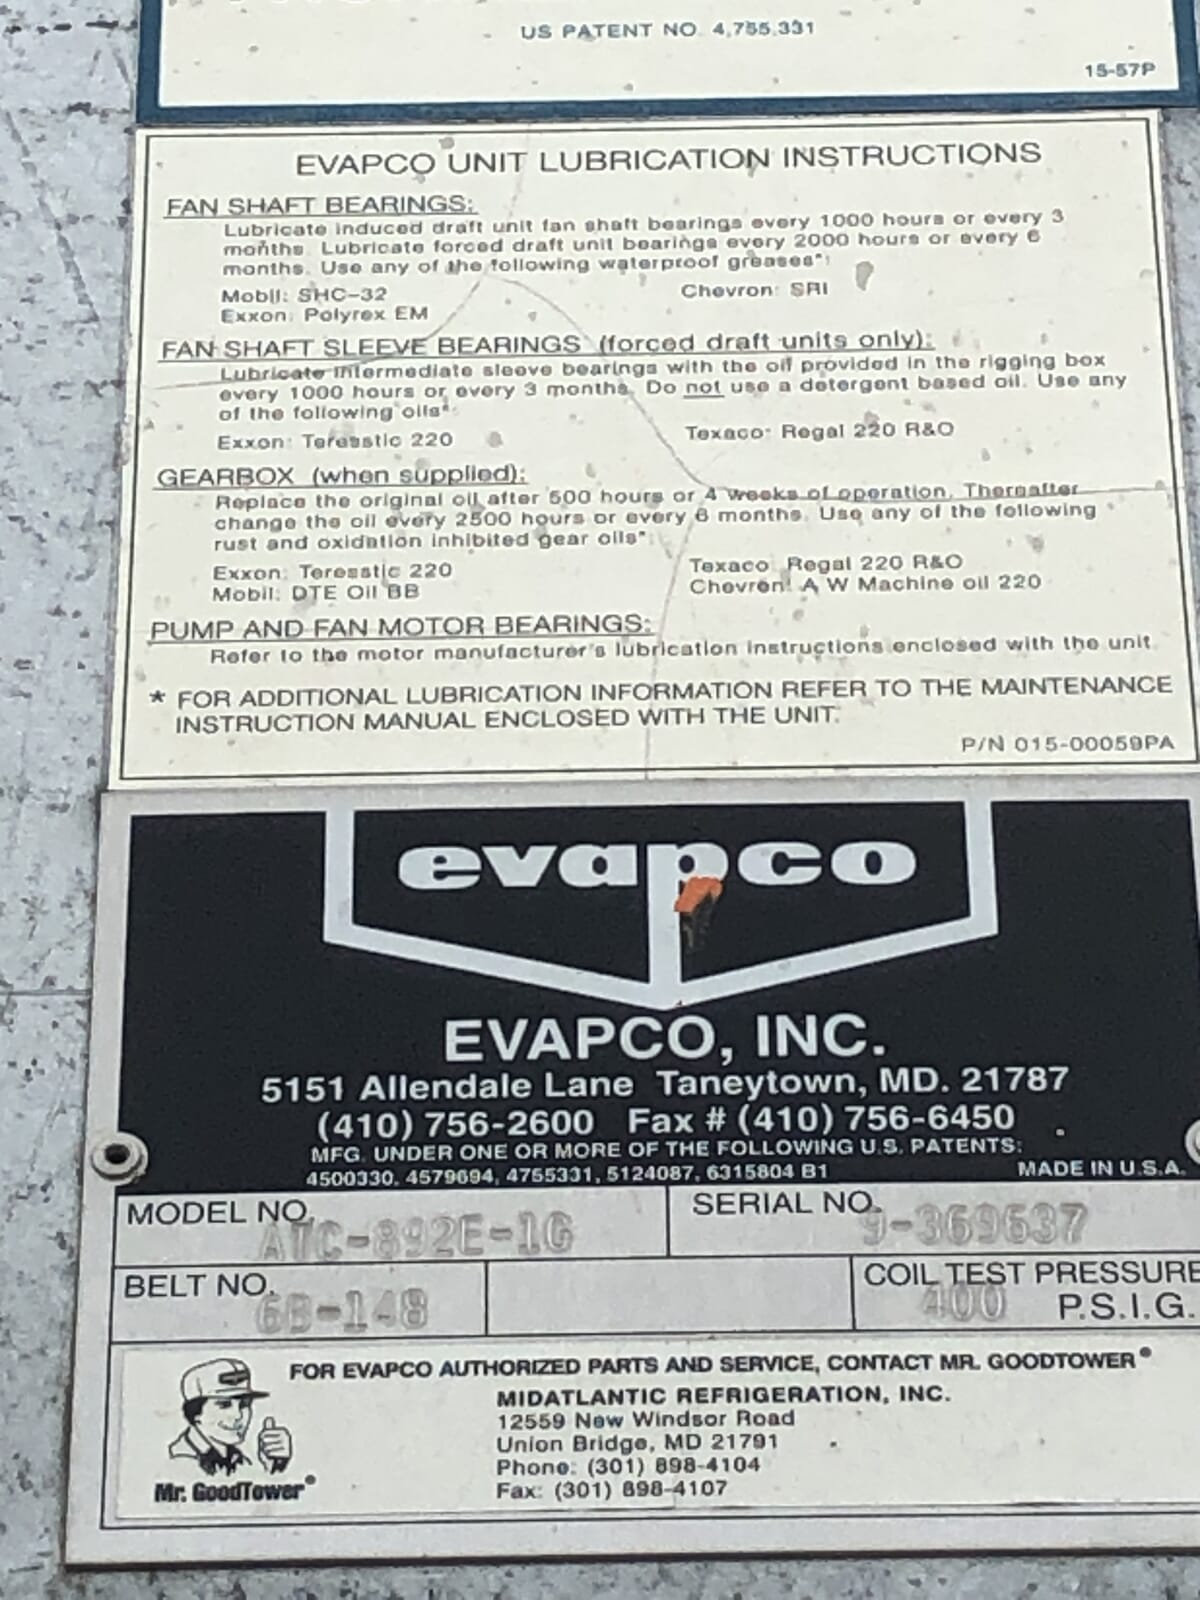 US PATENT NO. 4,755,331
15-57P
EVAPCO UNIT LUBRICATION INSTRUCTIONS
FAN SHAFT BEARINGS:
Lubricate induced draft unit fan shaft bearings every 1000 hours or every 3
months. Lubricate forced draft unit bearings every 2000 hours or every 6
months. Use any of the following waterproof greases*:
Mobil: SHC-32 Chevron: SRI
Exxon: Polyrex EM
FAN SHAFT SLEEVE BEARINGS (forced draft units only):
Lubricate intermediate sleeve bearings with the oil provided in the rigging box
every 1000 hours or every 3 months. Do not use a detergent based oil. Use any
of the following oils*:
Exxon: Teresstic 220 Texaco: Regal 220 R&O
GEARBOX (when supplied):
Replace the original oil after 500 hours or 4 weeks of operation. Thereafter
change the oil every 2500 hours or every 6 months. Use any of the following
rust and oxidation inhibited gear oils*:
Exxon: Teresstic 220 Texaco: Regal 220 R&O
Mobil: DTE Oil BB Chevron: A W Machine oil 220
PUMP AND FAN MOTOR BEARINGS:
Refer to the motor manufacturer's lubrication instructions enclosed with the unit
* FOR ADDITIONAL LUBRICATION INFORMATION REFER TO THE MAINTENANCE
INSTRUCTION MANUAL ENCLOSED WITH THE UNIT.
P/N 015-00059PA
evapco
EVAPCO, INC.
5151 Allendale Lane Taneytown, MD. 21787
(410) 756-2600 Fax # (410) 756-6450
MFG. UNDER ONE OR MORE OF THE FOLLOWING U.S. PATENTS:
4500330, 4579694, 4755331, 5124087, 6315804 B1 MADE IN U.S.A.
MODEL NO. ATC-892E-1G SERIAL NO. 9-369637
BELT NO. 6B-148 COIL TEST PRESSURE
400 P.S.I.G.
FOR EVAPCO AUTHORIZED PARTS AND SERVICE, CONTACT MR. GOODTOWER®
MIDATLANTIC REFRIGERATION, INC.
12559 New Windsor Road
Union Bridge, MD 21791
Phone: (301) 898-4104
Fax: (301) 898-4107
Mr. GoodTower®